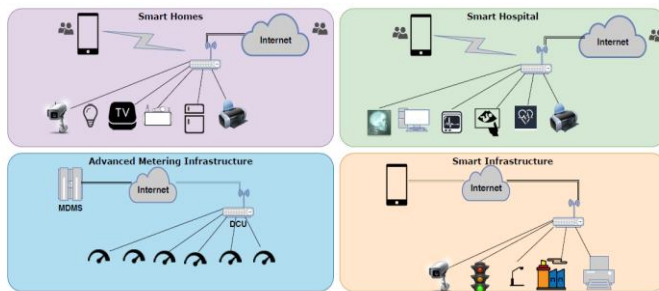 Smart Homes
Internet
TV
Smart Hospital
Internet
Advanced Metering Infrastructure
Internet
MDMS
DCU
Smart Infrastructure
Internet